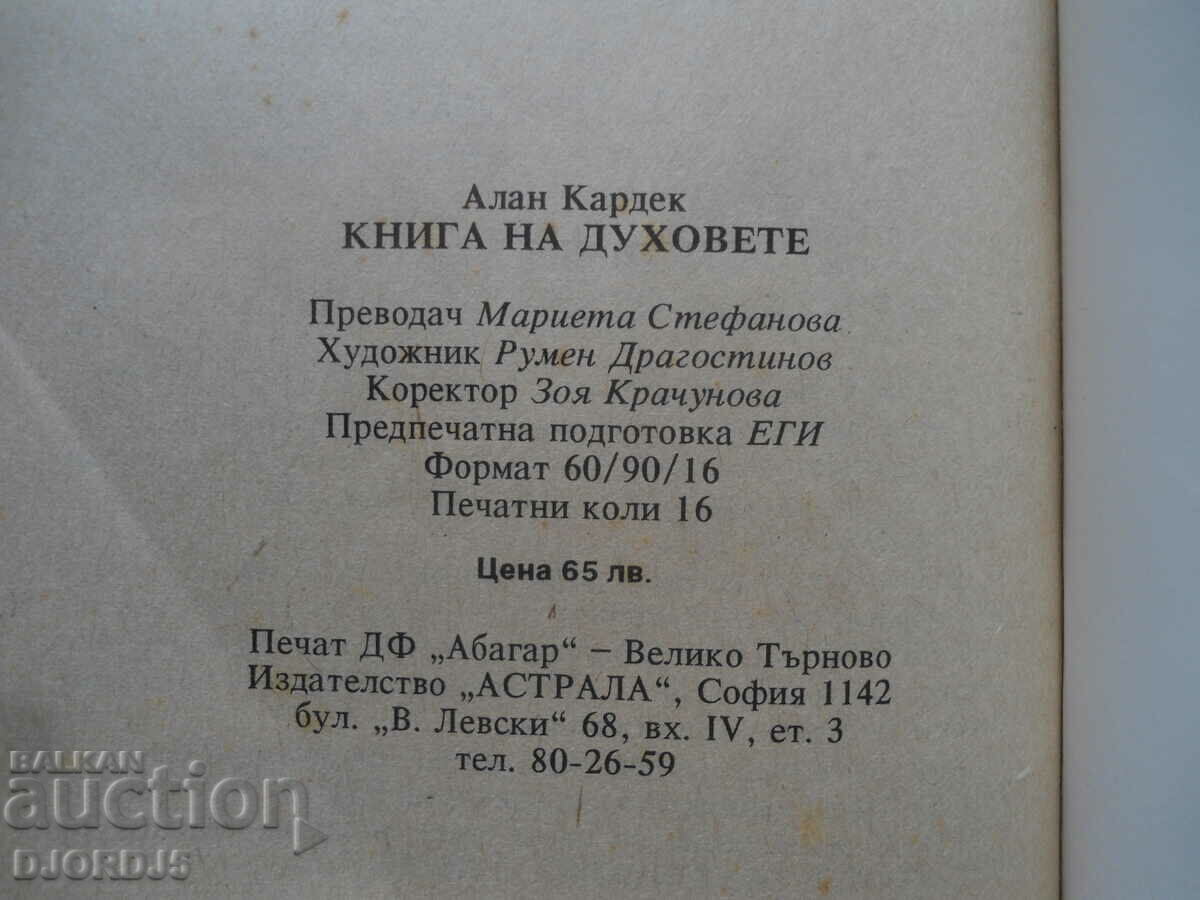 Алан Кардек
КНИГА НА ДУХОВЕТЕ
Преводач Мариета Стефанова
Художник Румен Драгостинов
Коректор Зоя Крачунова
Предпечатна подготовка ЕГИ
Формат 60/90/16
Печатни коли 16
Цена 65 лв.
Печат ДФ „Абагар“ – Велико Търново
Издателство „АСТРАЛА“, София 1142
бул. „В. Левски“ 68, вх. IV, ет. 3
тел. 80-26-59
BALKAN
auction
DJORDJ5